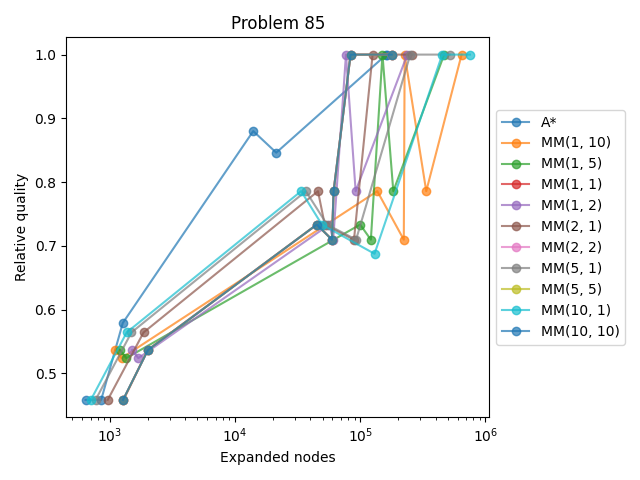 Problem 85
Relative quality
1.0
0.9
0.8
0.7
0.6
0.5
10³
10⁴
10⁵
10⁶
Expanded nodes
A*
MM(1, 10)
MM(1, 5)
MM(1, 1)
MM(1, 2)
MM(2, 1)
MM(2, 2)
MM(5, 1)
MM(5, 5)
MM(10, 1)
MM(10, 10)